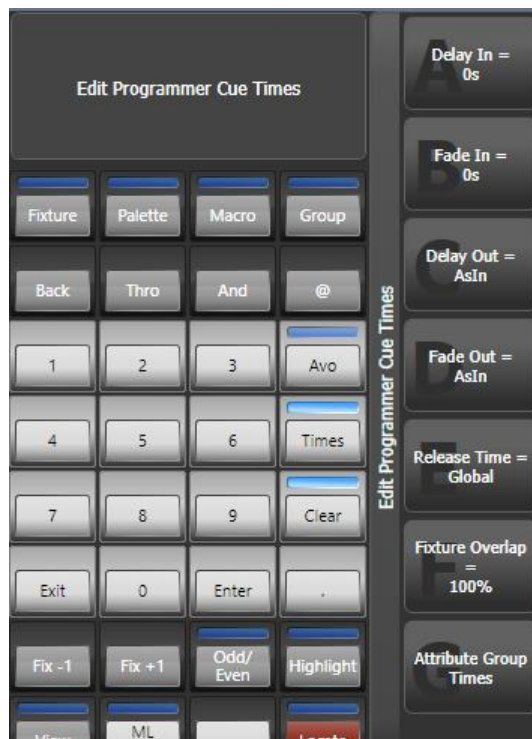 Edit Programmer Cue Times
Fixture
Palette
Macro
Group
Back
Thro
And
@
1
2
3
Avo
4
5
6
Times
7
8
9
Clear
Exit
0
Enter
.
Fix -1
Fix +1
Odd/
Even
Highlight
View
ML
Locate
Edit Programmer Cue Times
A
Delay In =
0s
B
Fade In =
0s
C
Delay Out =
AsIn
D
Fade Out =
AsIn
E
Release Time =
Global
F
Fixture Overlap
=
100%
G
Attribute Group
Times